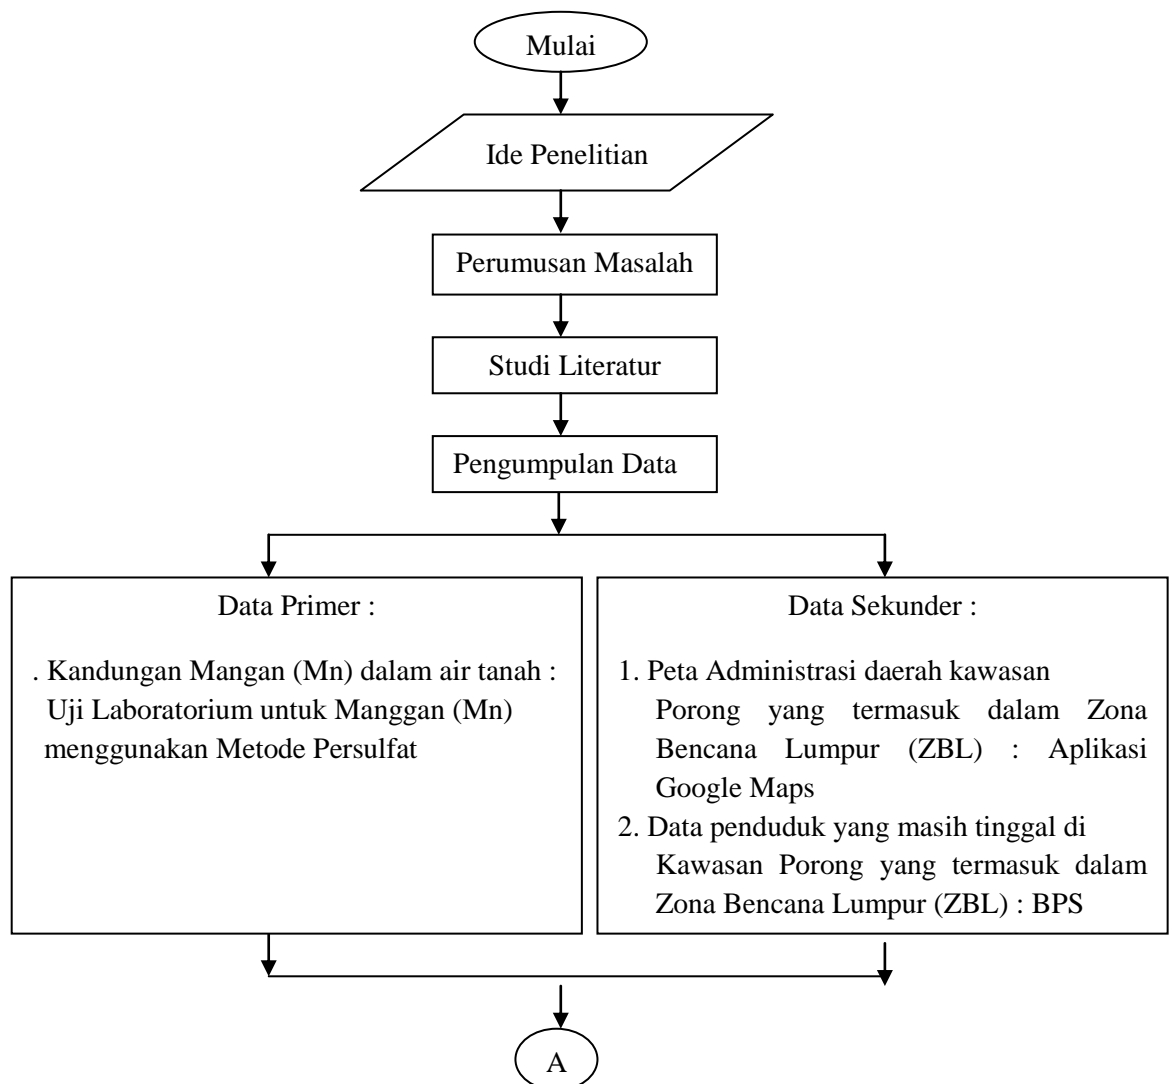 Mulai
Ide Penelitian
Perumusan Masalah
Studi Literatur
Pengumpulan Data
Data Primer :
. Kandungan Mangan (Mn) dalam air tanah :
Uji Laboratorium untuk Manggan (Mn)
menggunakan Metode Persulfat
Data Sekunder :
1. Peta Administrasi daerah kawasan
Porong yang termasuk dalam Zona
Bencana Lumpur (ZBL) : Aplikasi
Google Maps
2. Data penduduk yang masih tinggal di
Kawasan Porong yang termasuk dalam
Zona Bencana Lumpur (ZBL) : BPS
A